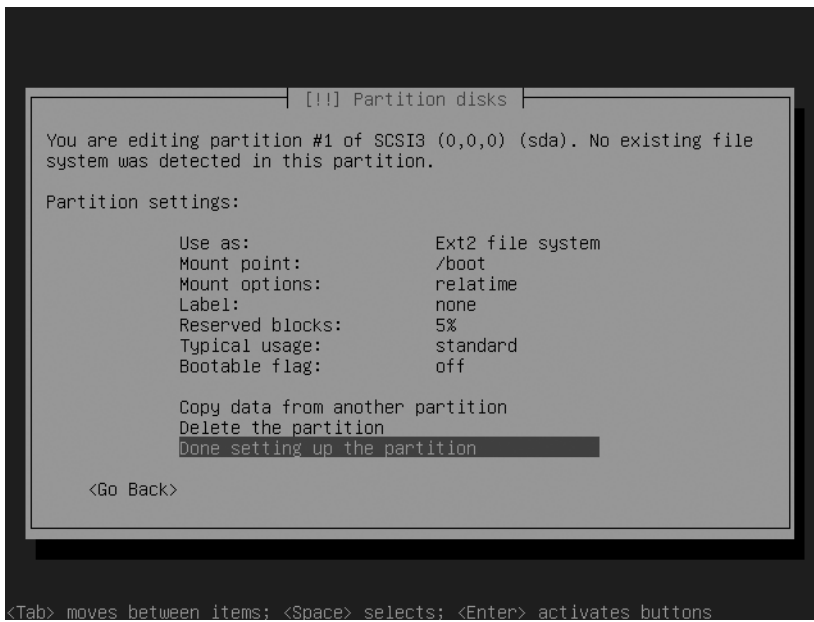 [!!] Partition disks
You are editing partition #1 of SCSI3 (0,0,0) (sda). No existing file
system was detected in this partition.
Partition settings:
Use as: Ext2 file system
Mount point: /boot
Mount options: relatime
Label: none
Reserved blocks: 5%
Typical usage: standard
Bootable flag: off
Copy data from another partition
Delete the partition
Done setting up the partition
<Go Back>
<Tab> moves between items; <Space> selects; <Enter> activates buttons